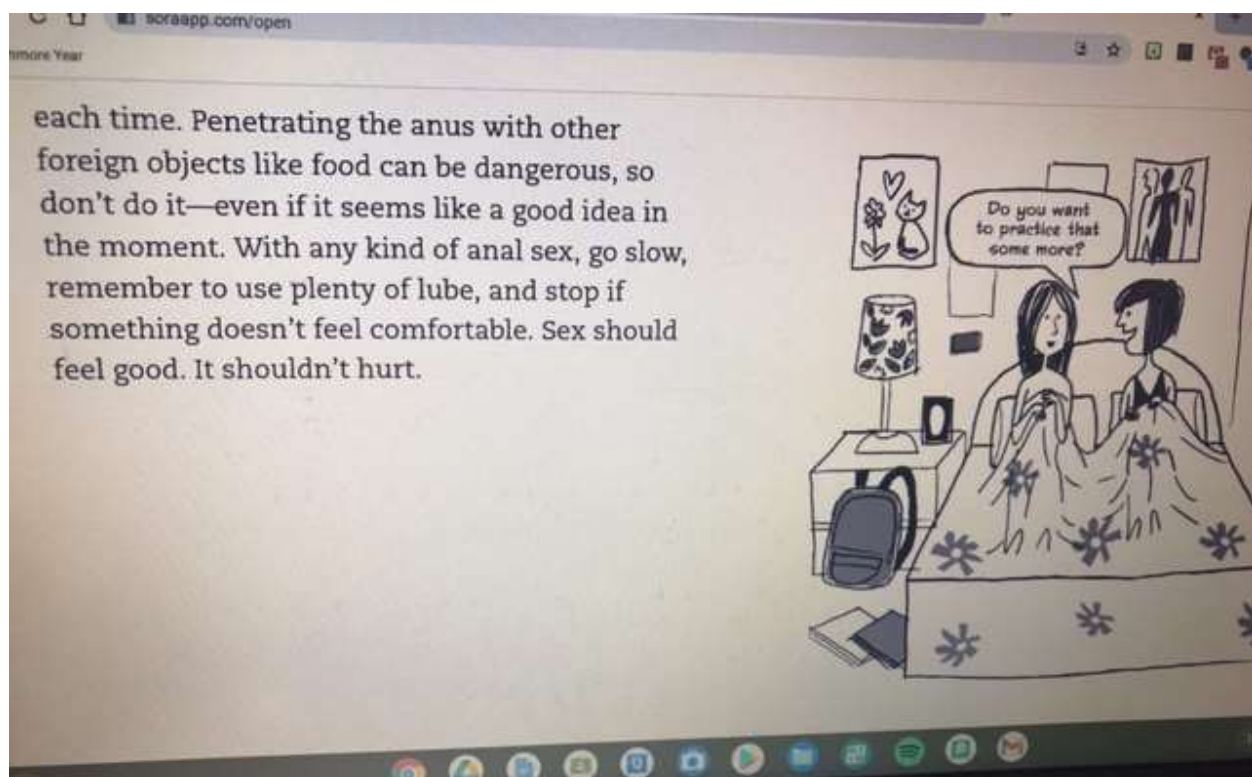 soraapp.com/open
more Year
each time. Penetrating the anus with other
foreign objects like food can be dangerous, so
don't do it—even if it seems like a good idea in
the moment. With any kind of anal sex, go slow,
remember to use plenty of lube, and stop if
something doesn't feel comfortable. Sex should
feel good. It shouldn't hurt.
Do you want
to practice that
some more?